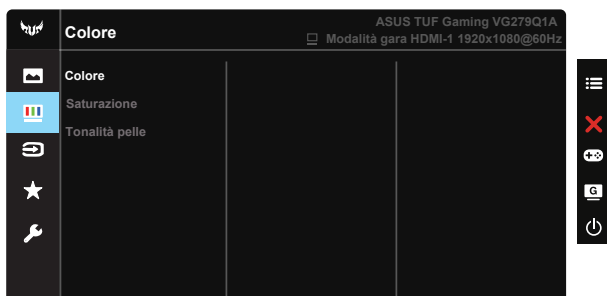 Colore
ASUS TUF Gaming VG279Q1A
Modalità gara HDMI-1 1920x1080@60Hz
Colore
Saturazione
Tonalità pelle
G